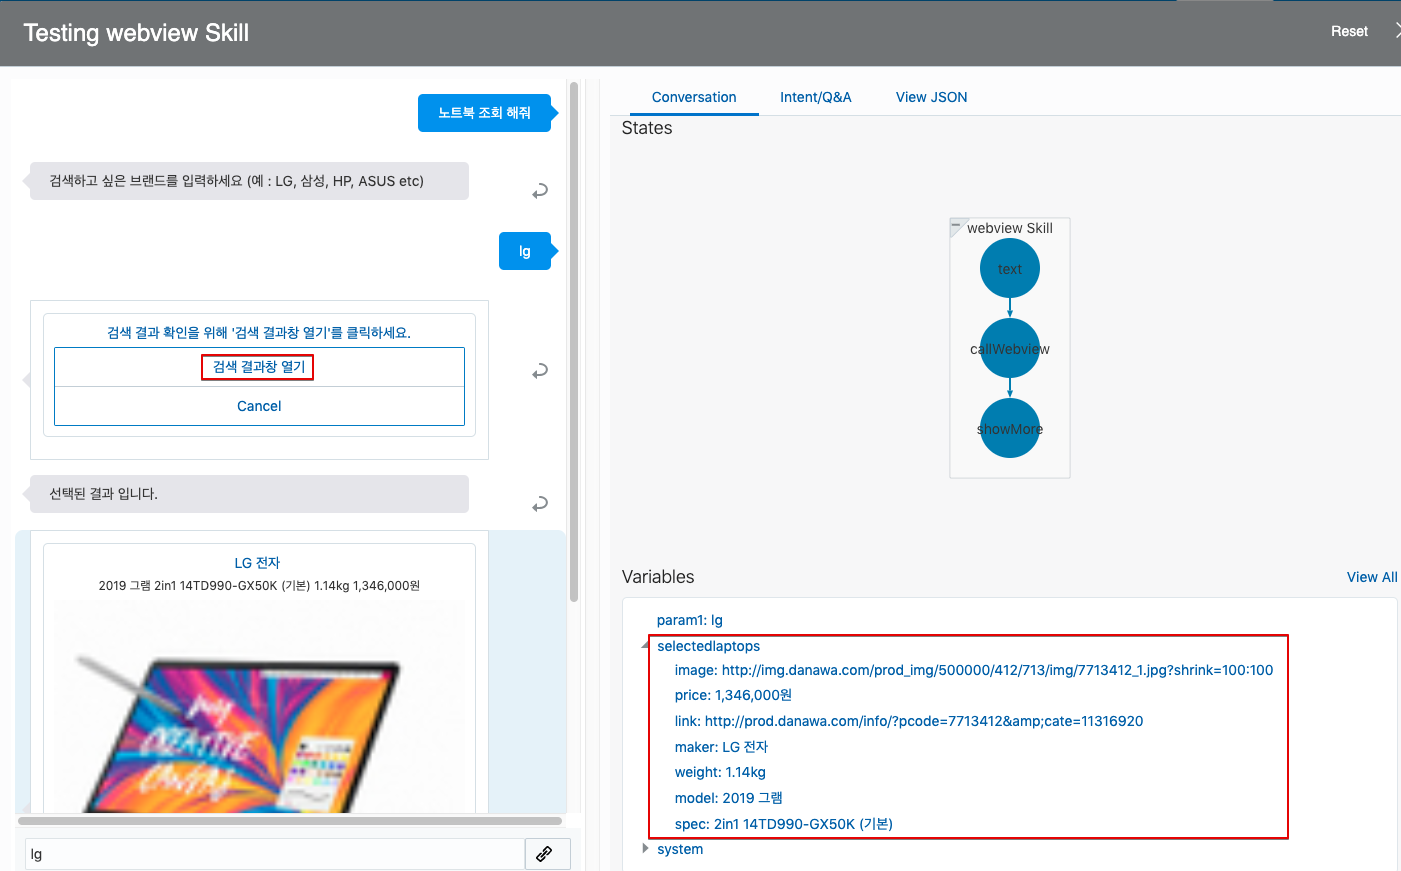 Testing webview Skill
Reset
노트북 조회 해줘
검색하고 싶은 브랜드를 입력하세요 (예 : LG, 삼성, HP, ASUS etc)
lg
검색 결과 확인을 위해 '검색 결과창 열기'를 클릭하세요.
검색 결과창 열기
Cancel
선택된 결과 입니다.
LG 전자
2019 그램 2in1 14TD990-GX50K (기본) 1.14kg 1,346,000원
CREATIVE
lg
Conversation
Intent/Q&A
View JSON
States
webview Skill
text
callWebview
showMore
Variables
View All
param1: lg
selectedlaptops
image: http://img.danawa.com/prod_img/500000/412/713/img/7713412_1.jpg?shrink=100:100
price: 1,346,000원
link: http://prod.danawa.com/info/?pcode=7713412&amp;cate=11316920
maker: LG 전자
weight: 1.14kg
model: 2019 그램
spec: 2in1 14TD990-GX50K (기본)
system